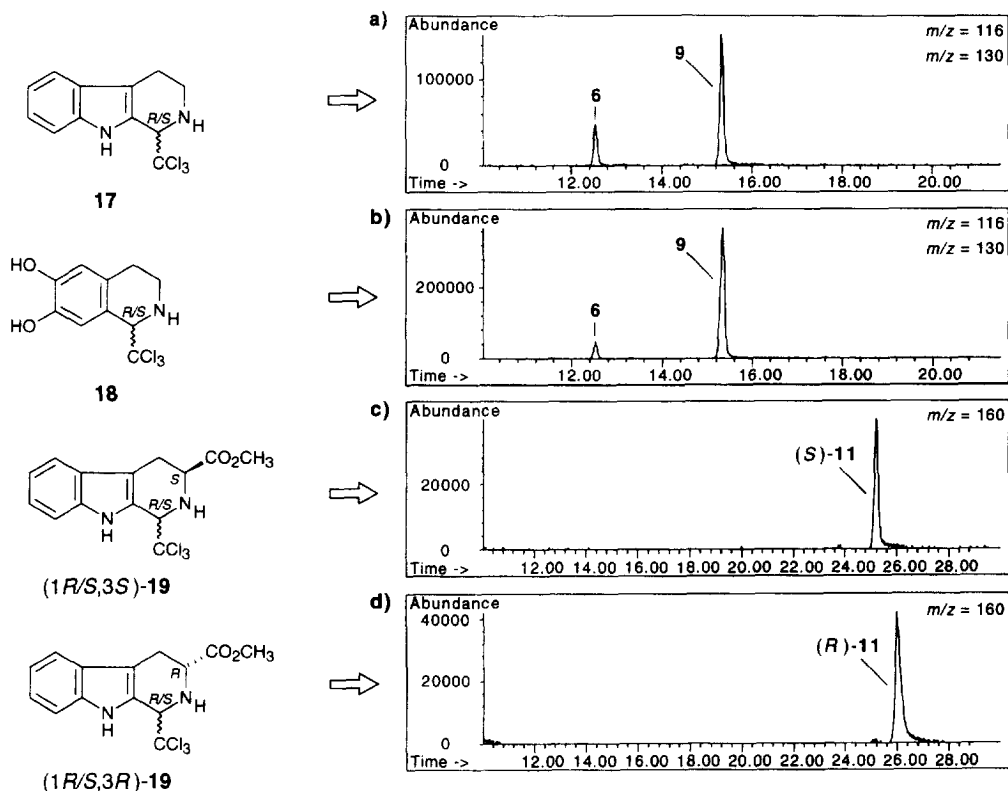 a)
Abundance
m/z = 116
m/z = 130
9
6
100000
0
Time ->
12.00 14.00 16.00 18.00 20.00
R/S
N
H
N
H
CCl3
17
b)
Abundance
m/z = 116
m/z = 130
9
6
200000
0
Time ->
12.00 14.00 16.00 18.00 20.00
HO
HO
R/S
N
H
CCl3
18
c)
Abundance
m/z = 160
(S)-11
20000
0
Time ->
12.00 14.00 16.00 18.00 20.00 22.00 24.00 26.00 28.00
CO2CH3
S
R/S
N
H
N
H
CCl3
(1R/S,3S)-19
d)
Abundance
m/z = 160
40000
(R)-11
20000
0
Time ->
12.00 14.00 16.00 18.00 20.00 22.00 24.00 26.00 28.00
CO2CH3
R
R/S
N
H
N
H
CCl3
(1R/S,3R)-19